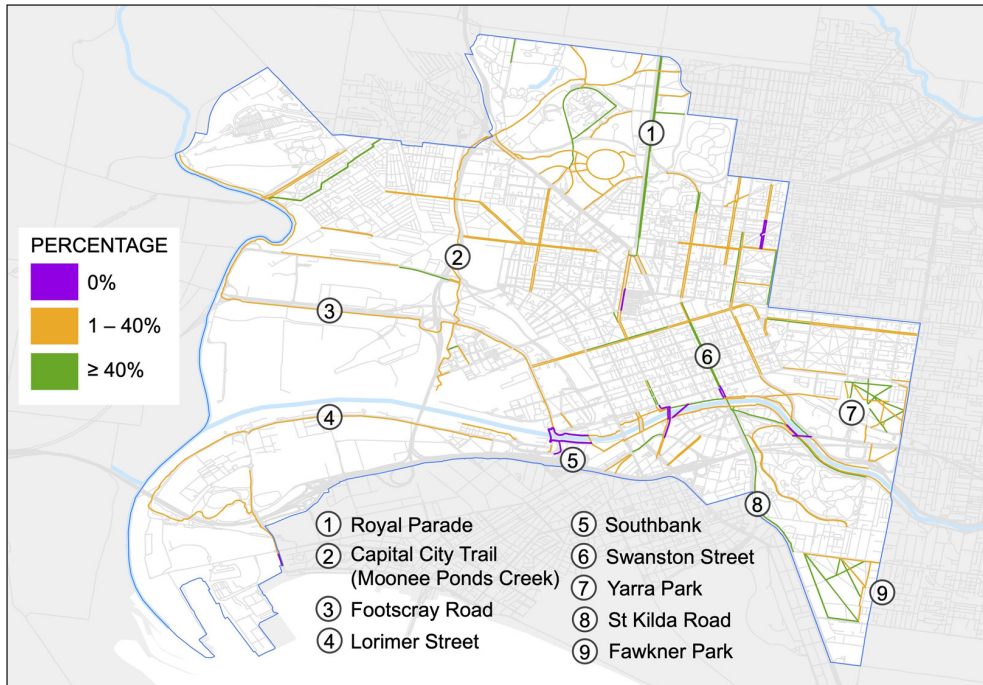 PERCENTAGE
0%
1 – 40%
≥ 40%
1
2
3
4
5
6
7
8
9
1 Royal Parade
2 Capital City Trail
(Moonee Ponds Creek)
3 Footscray Road
4 Lorimer Street
5 Southbank
6 Swanston Street
7 Yarra Park
8 St Kilda Road
9 Fawkner Park